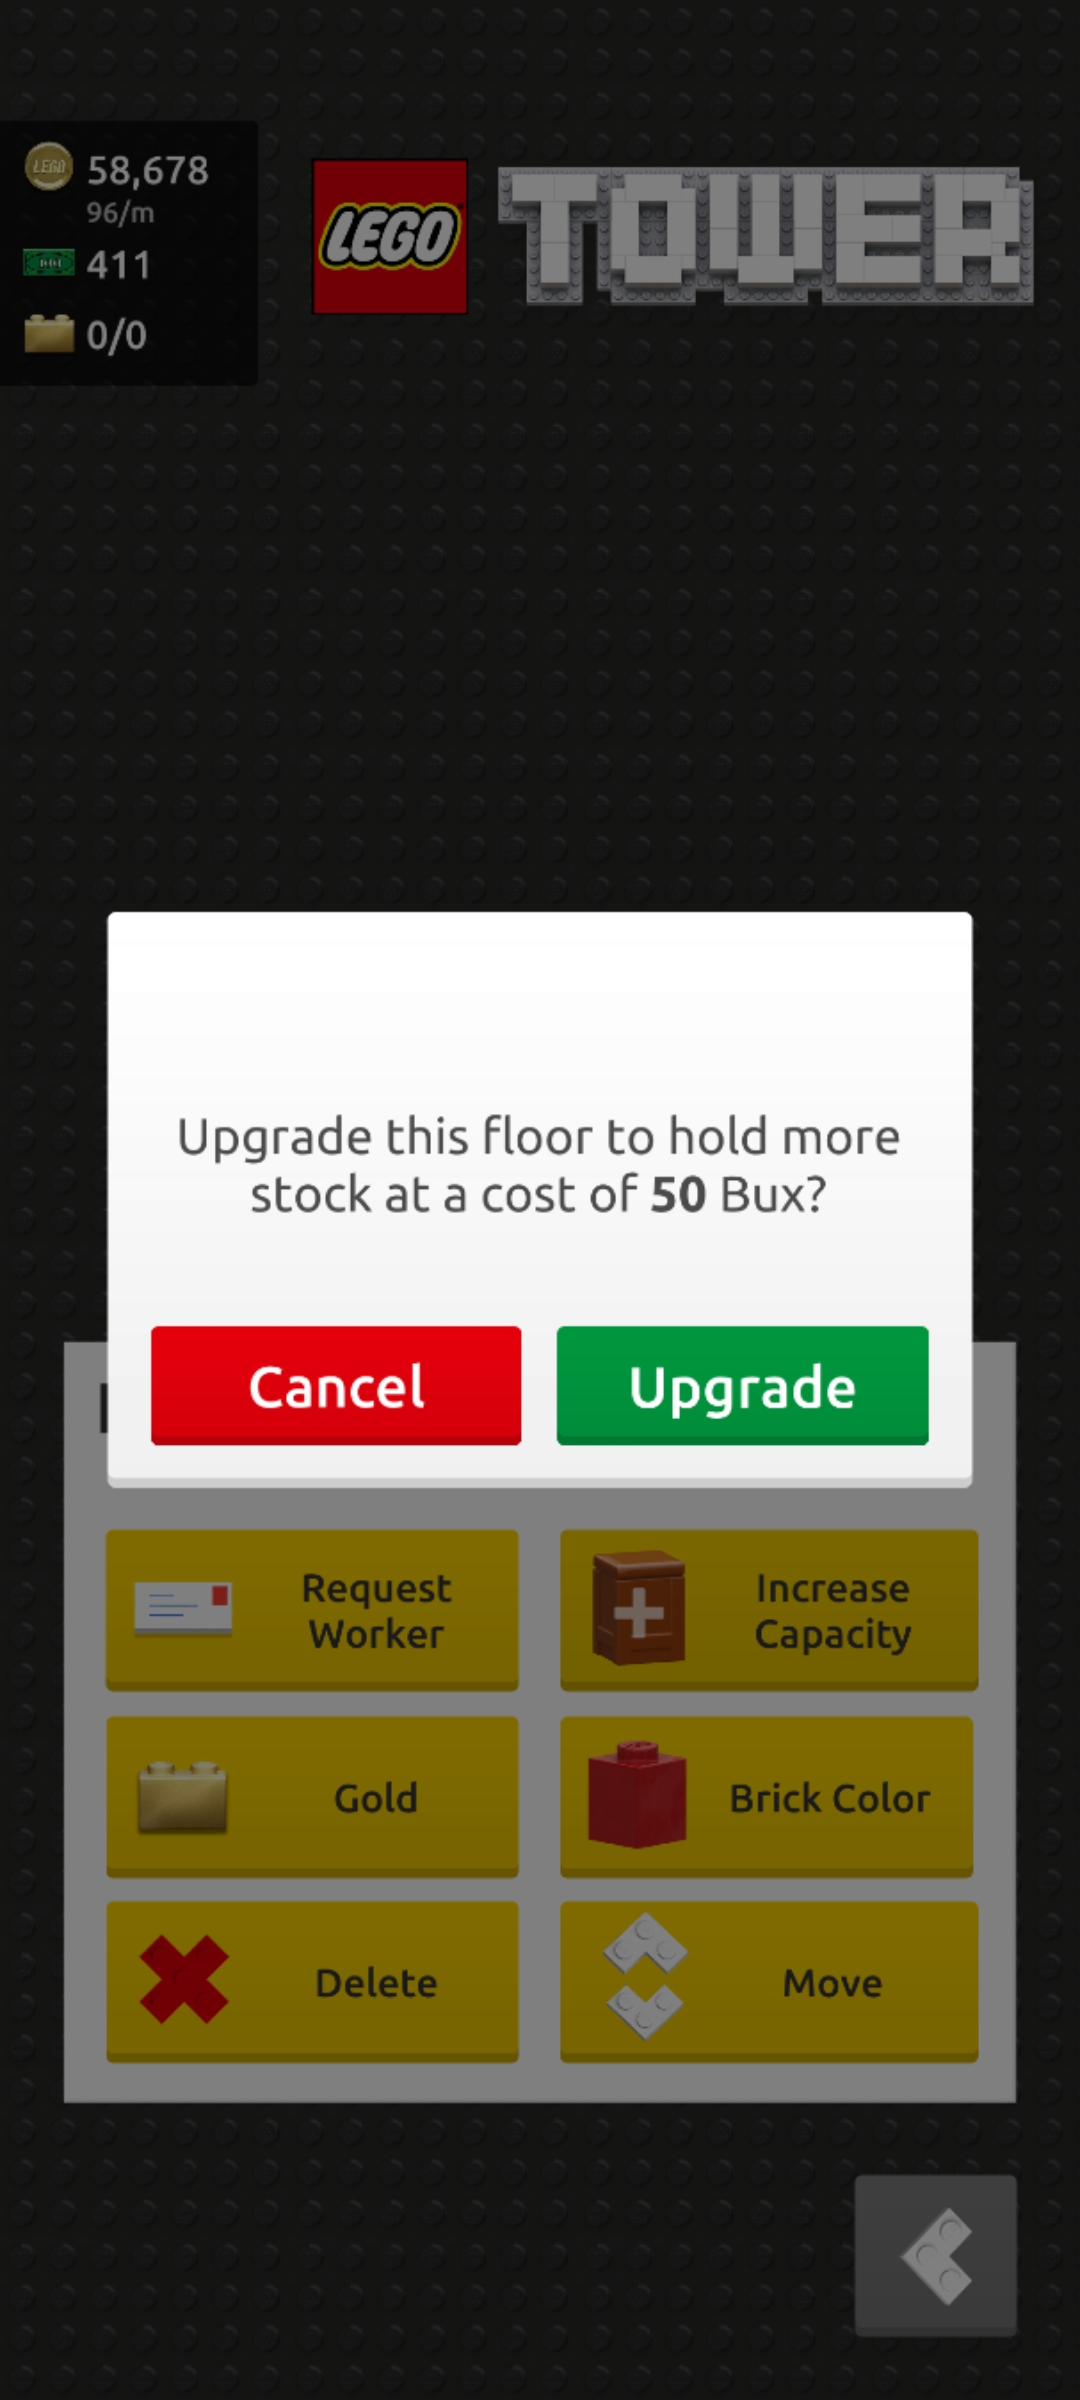 58,678
96/m
411
0/0
LEGO
TOWER
Upgrade this floor to hold more
stock at a cost of 50 Bux?
Cancel
Upgrade
Request
Worker
Increase
Capacity
Gold
Brick Color
Delete
Move